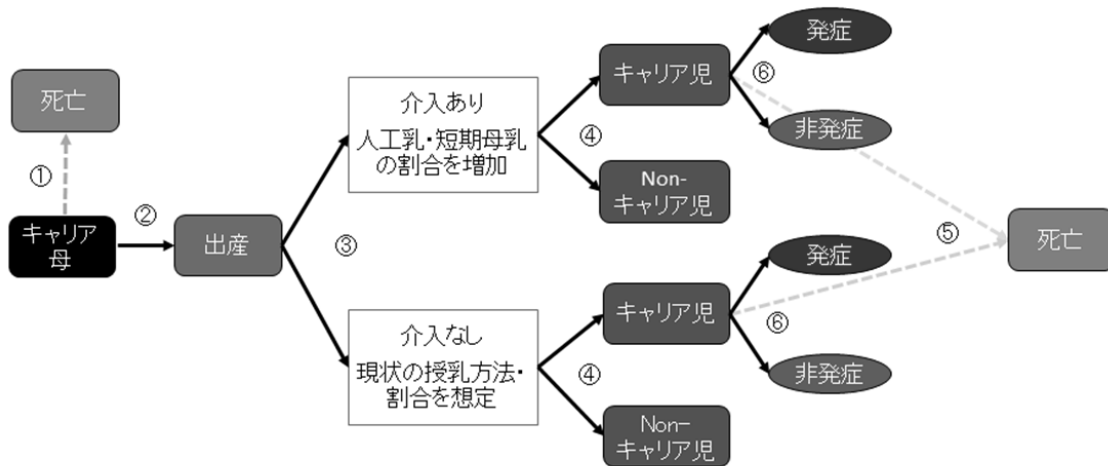 発症
⑥
キャリア児
非発症
④
Non-
キャリア児
介入あり
人工乳・短期母乳
の割合を増加
死亡
①
キャリア
母
②
出産
③
⑤
死亡
介入なし
現状の授乳方法・
割合を想定
発症
キャリア児
⑥
④
非発症
Non−
キャリア児